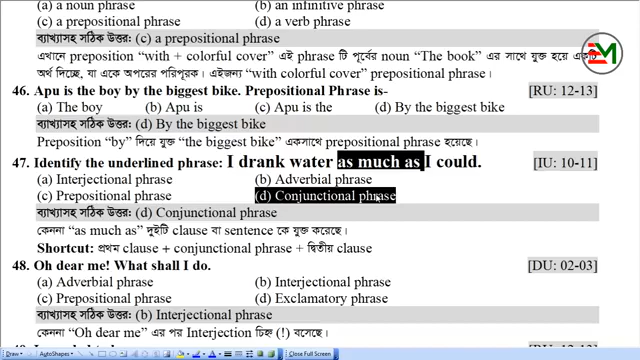 (a) a noun phrase (b) an infinitive phrase
(c) a prepositional phrase (d) a verb phrase
ব্যাখ্যাসহ সঠিক উত্তর: (c) a prepositional phrase
এখানে preposition “with + colorful cover” এই phrase টি পূর্বের noun “The book” এর সাথে যুক্ত হয়ে
অর্থ দিচ্ছে, যা একে অপরের পরিপূরক। এইজন্য “with colorful cover” prepositional phrase।
EM
46. Apu is the boy by the biggest bike. Prepositional Phrase is- [RU: 12-13]
(a) The boy (b) Apu is (c) Apu is the (d) By the biggest bike
ব্যাখ্যাসহ সঠিক উত্তর: (d) By the biggest bike
Preposition “by” দিয়ে যুক্ত “the biggest bike” একসাথে prepositional phrase হয়েছে।
47. Identify the underlined phrase: I drank water as much as I could. [IU: 10-11]
(a) Interjectional phrase (b) Adverbial phrase
(c) Prepositional phrase (d) Conjunctional phrase
ব্যাখ্যাসহ সঠিক উত্তর: (d) Conjunctional phrase
কেননা “as much as” দুইটি clause বা sentence কে যুক্ত করেছে।
Shortcut: প্রথম clause + conjunctional phrase + দ্বিতীয় clause
48. Oh dear me! What shall I do. [DU: 02-03]
(a) Adverbial phrase (b) Interjectional phrase
(c) Prepositional phrase (d) Exclamatory phrase
ব্যাখ্যাসহ সঠিক উত্তর: (b) Interjectional phrase
কেননা “Oh dear me” এর পর Interjection চিহ্ন (!) বসেছে।
Draw AutoShapes Close Full Screen